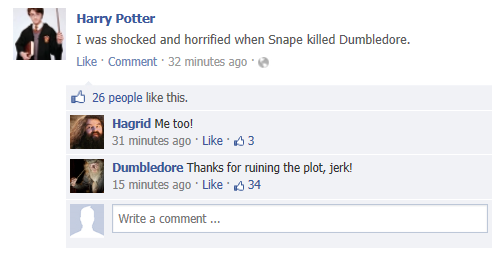 Harry Potter
I was shocked and horrified when Snape killed Dumbledore.
Like · Comment · 32 minutes ago ·
26 people like this.
Hagrid Me too!
31 minutes ago · Like · 3
Dumbledore Thanks for ruining the plot, jerk!
15 minutes ago · Like · 34
Write a comment ...